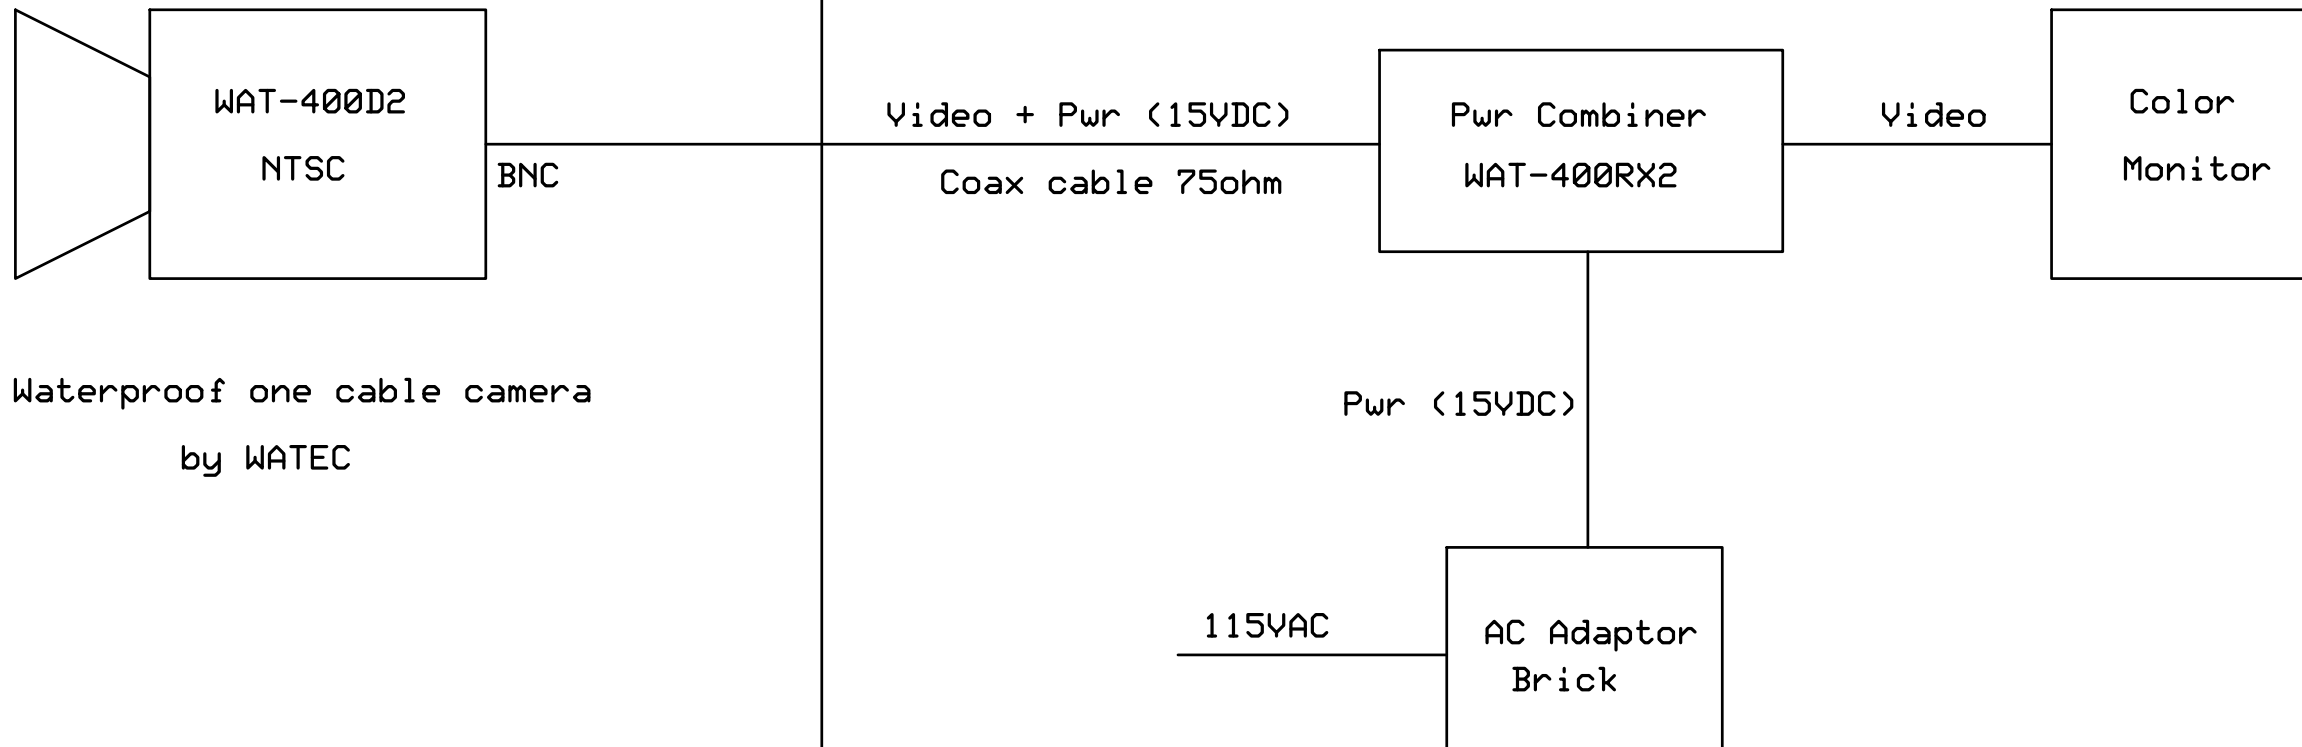 WAT-400D2
NTSC
BNC
Video + Pwr (15VDC)
Coax cable 75ohm
Pwr Combiner
WAT-400RX2
Video
Color
Monitor
Waterproof one cable camera
by WATEC
Pwr (15VDC)
115VAC
AC Adaptor
Brick